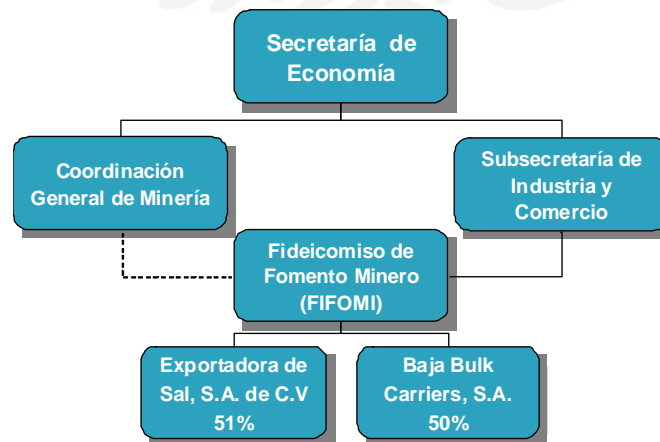 Secretaría de
Economía
Coordinación
General de Minería
Subsecretaría de
Industria y
Comercio
Fideicomiso de
Fomento Minero
(FIFOMI)
Exportadora de
Sal, S.A. de C.V
51%
Baja Bulk
Carriers, S.A.
50%